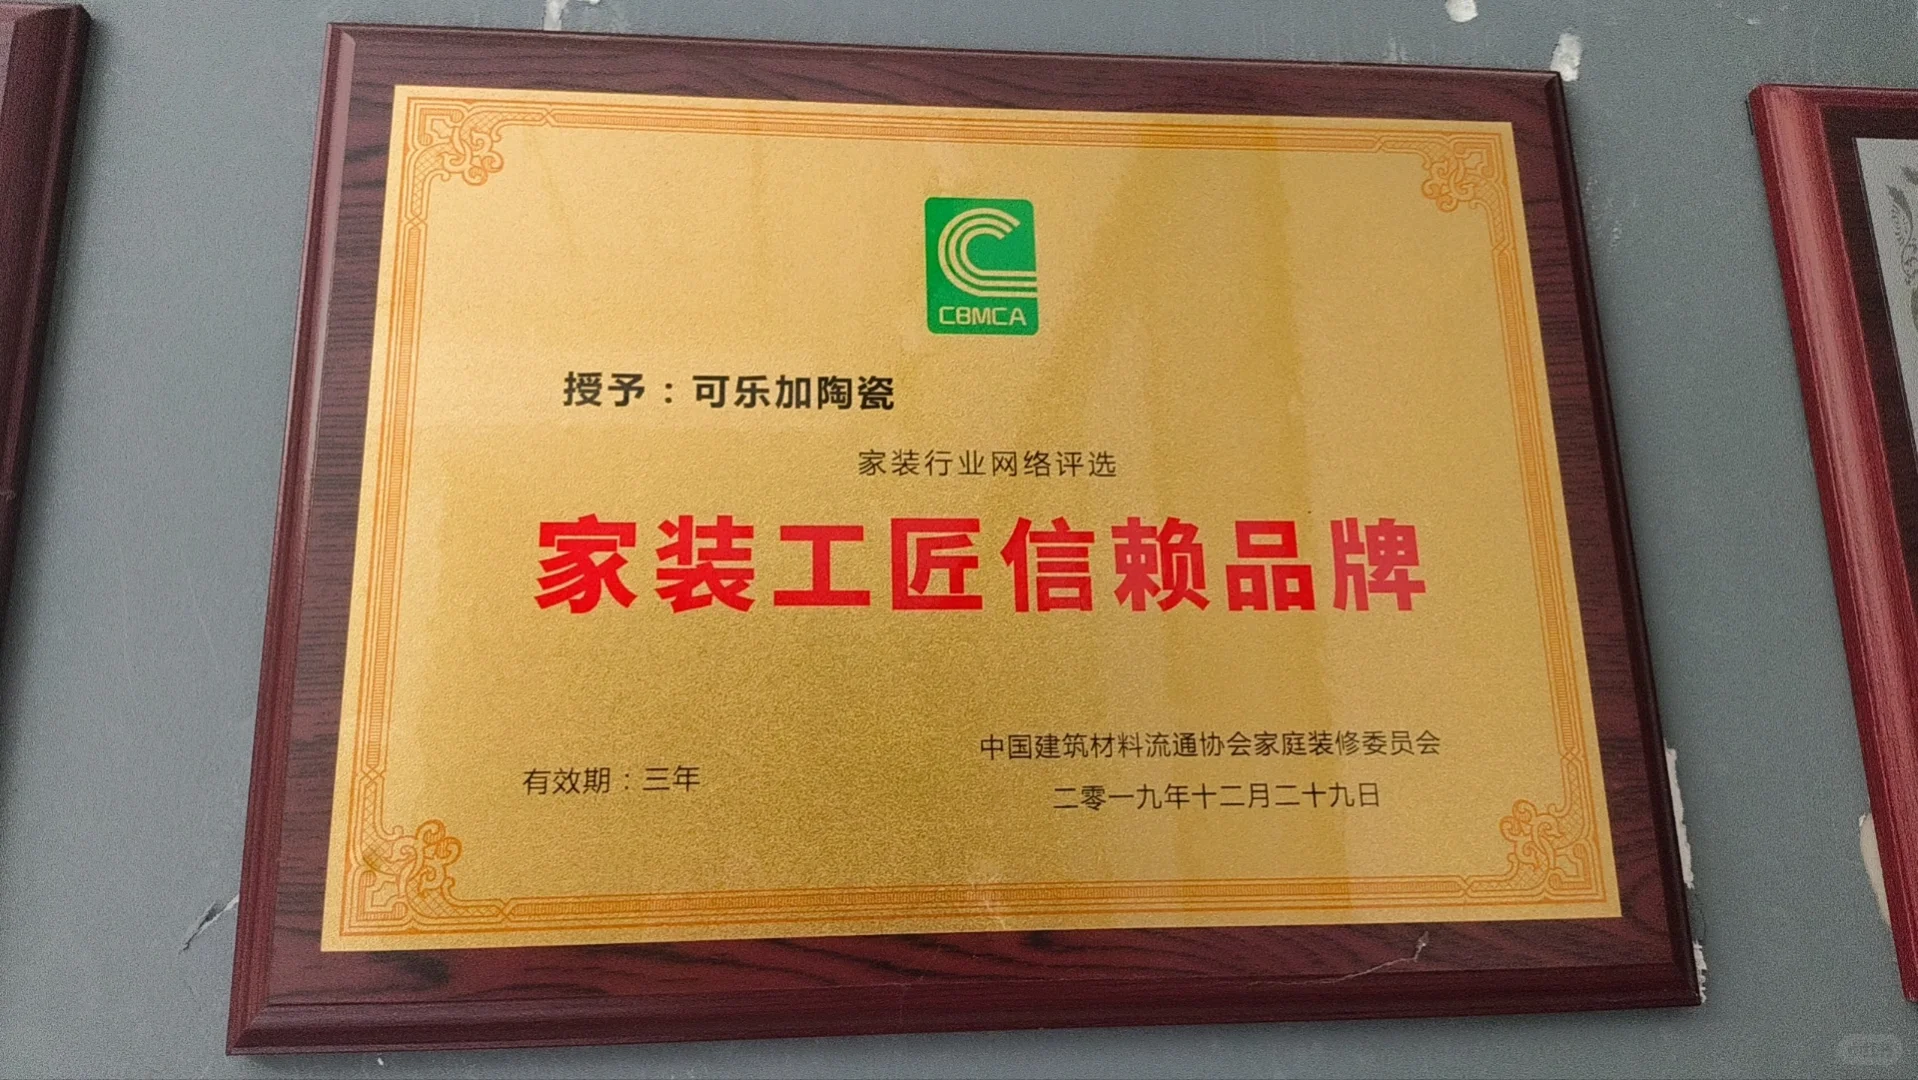 CBMCA
授予：可乐加陶瓷
家装行业网络评选
家装工匠信赖品牌
中国建筑材料流通协会家庭装修委员会
有效期：三年
二零一九年十二月二十九日